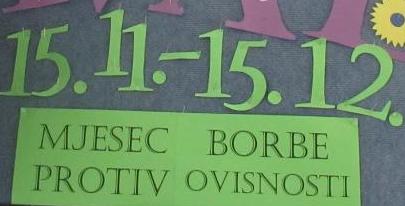 15.11.-15.12.
MJESEC BORBE
PROTIV OVISNOSTI